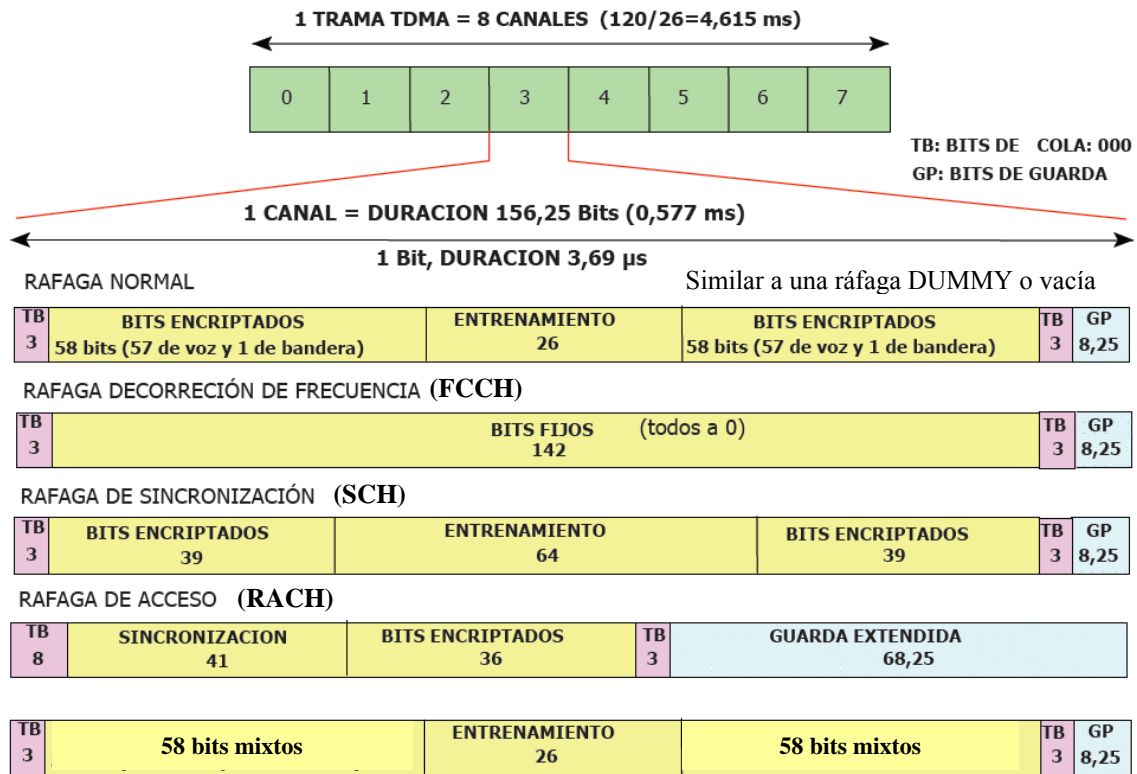 1 TRAMA TDMA = 8 CANALES (120/26=4,615 ms)
0 1 2 3 4 5 6 7
TB: BITS DE COLA: 000
GP: BITS DE GUARDA
1 CANAL = DURACION 156,25 Bits (0,577 ms)
1 Bit, DURACION 3,69 µs
RAFAGA NORMAL
Similar a una ráfaga DUMMY o vacía
TB BITS ENCRIPTADOS ENTRENAMIENTO BITS ENCRIPTADOS TB GP
3 58 bits (57 de voz y 1 de bandera) 26 58 bits (57 de voz y 1 de bandera) 3 8,25
RAFAGA DECORRECIÓN DE FRECUENCIA (FCCH)
TB BITS FIJOS (todos a 0) TB GP
3 142 3 8,25
RAFAGA DE SINCRONIZACIÓN (SCH)
TB BITS ENCRIPTADOS ENTRENAMIENTO BITS ENCRIPTADOS TB GP
3 39 64 39 3 8,25
RAFAGA DE ACCESO (RACH)
TB SINCRONIZACION BITS ENCRIPTADOS TB GUARDA EXTENDIDA
8 41 36 3 68,25
TB 58 bits mixtos ENTRENAMIENTO 58 bits mixtos TB GP
3 26 3 8,25